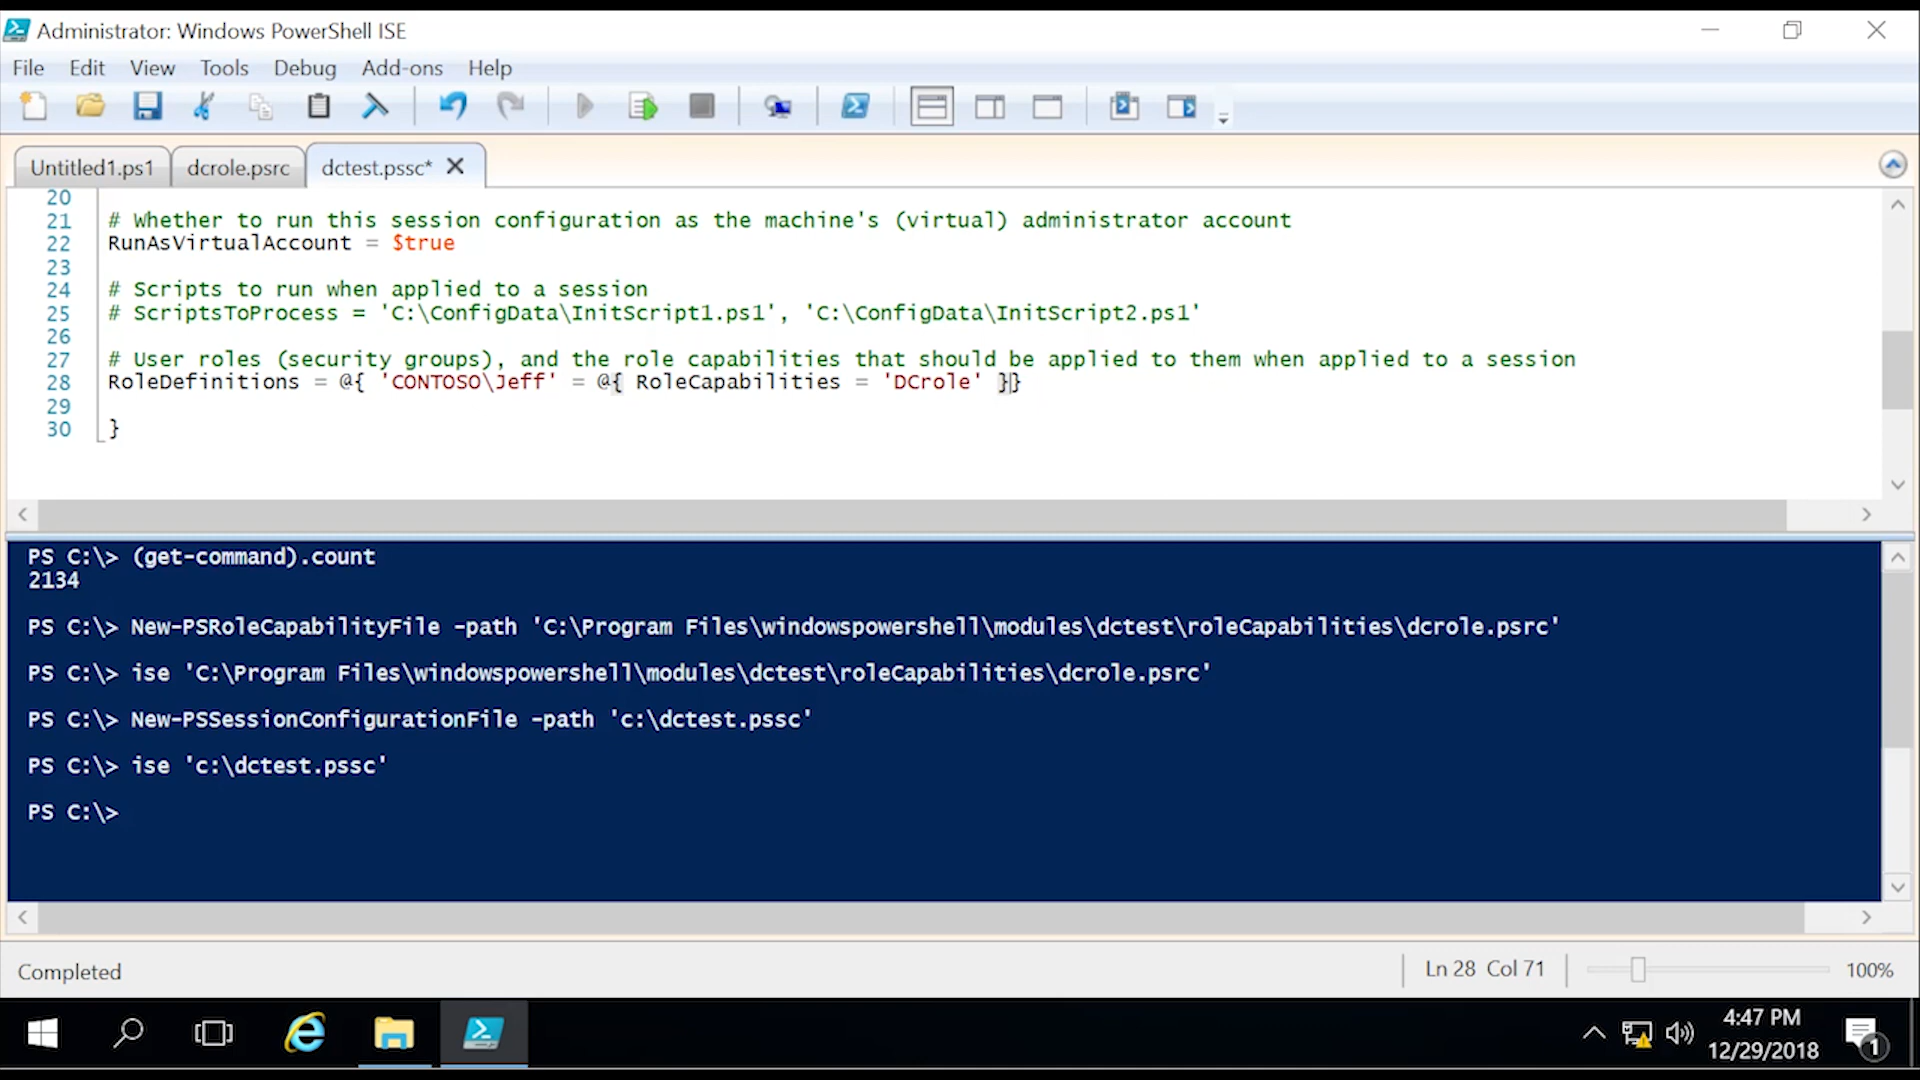 Administrator: Windows PowerShell ISE
File Edit View Tools Debug Add-ons Help
Untitled1.ps1 dcrole.psrc dctest.pssc*
20
21 # Whether to run this session configuration as the machine's (virtual) administrator account
22 RunAsVirtualAccount = $true
23
24 # Scripts to run when applied to a session
25 # ScriptsToProcess = 'C:\ConfigData\InitScript1.ps1', 'C:\ConfigData\InitScript2.ps1'
26
27 # User roles (security groups), and the role capabilities that should be applied to them when applied to a session
28 RoleDefinitions = @{ 'CONTOSO\Jeff' = @{ RoleCapabilities = 'DCrole' }}
29
30 }
PS C:\> (get-command).count
2134
PS C:\> New-PSRoleCapabilityFile -path 'C:\Program Files\windowspowershell\modules\dctest\roleCapabilities\dcrole.psrc'
PS C:\> ise 'C:\Program Files\windowspowershell\modules\dctest\roleCapabilities\dcrole.psrc'
PS C:\> New-PSSessionConfigurationFile -path 'c:\dctest.pssc'
PS C:\> ise 'c:\dctest.pssc'
PS C:\>
Completed Ln 28 Col 71 100%
4:47 PM
12/29/2018
1